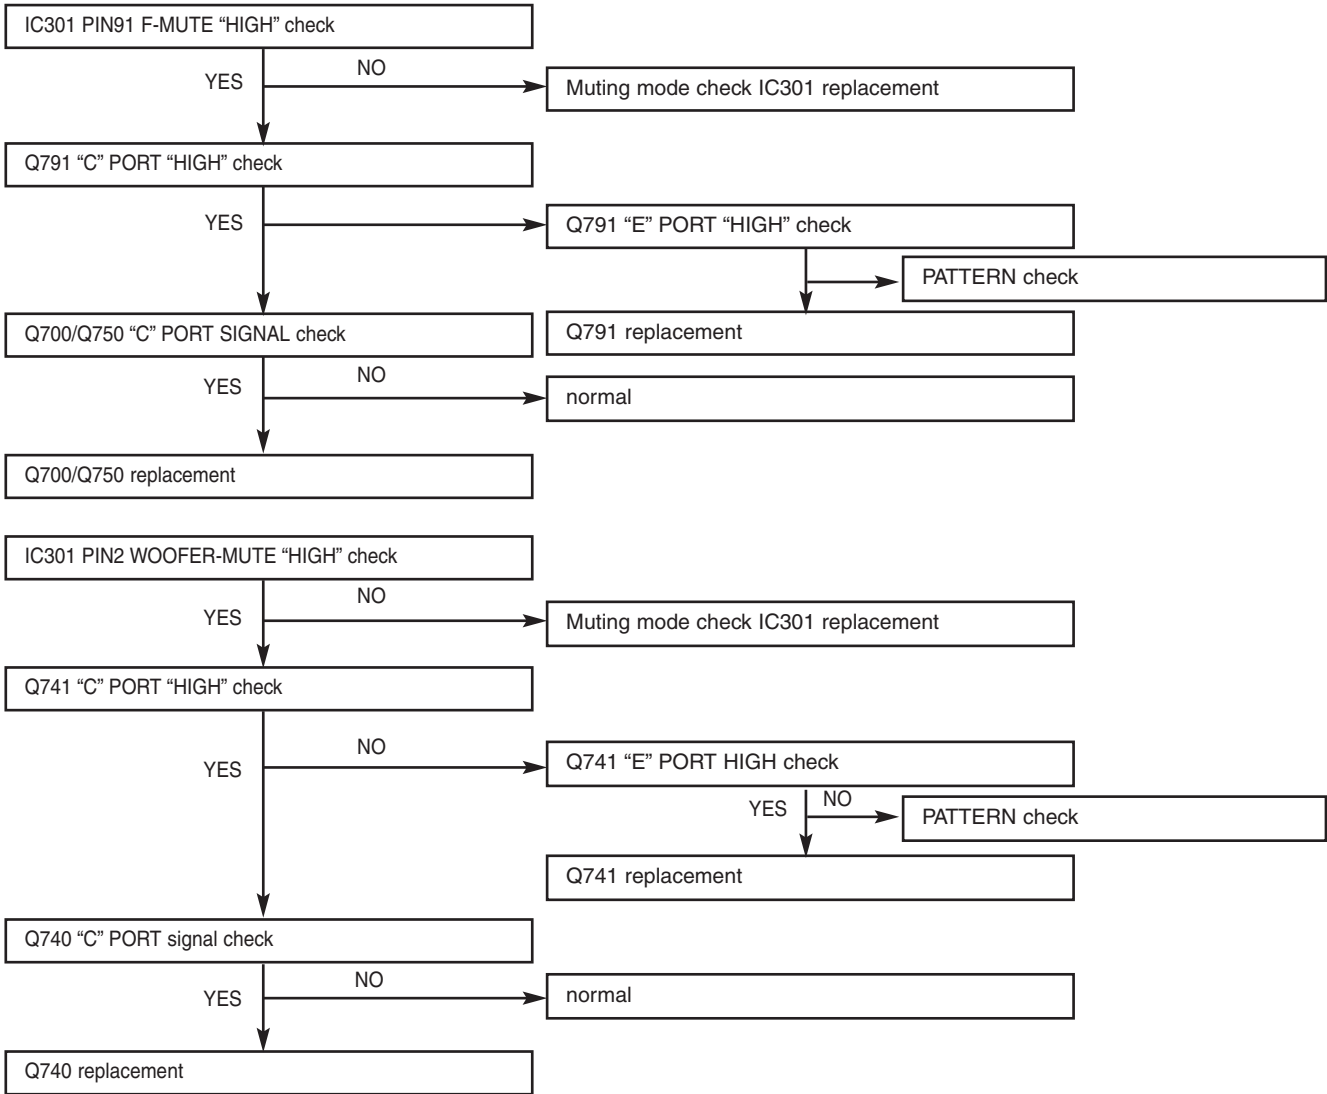 IC301 PIN91 F-MUTE “HIGH” check
YES
NO
Muting mode check IC301 replacement
Q791 “C” PORT “HIGH” check
YES
Q791 “E” PORT “HIGH” check
PATTERN check
Q791 replacement
Q700/Q750 “C” PORT SIGNAL check
YES
NO
normal
Q700/Q750 replacement
IC301 PIN2 WOOFER-MUTE “HIGH” check
YES
NO
Muting mode check IC301 replacement
Q741 “C” PORT “HIGH” check
YES
NO
Q741 “E” PORT HIGH check
YES
NO
PATTERN check
Q741 replacement
Q740 “C” PORT signal check
YES
NO
normal
Q740 replacement